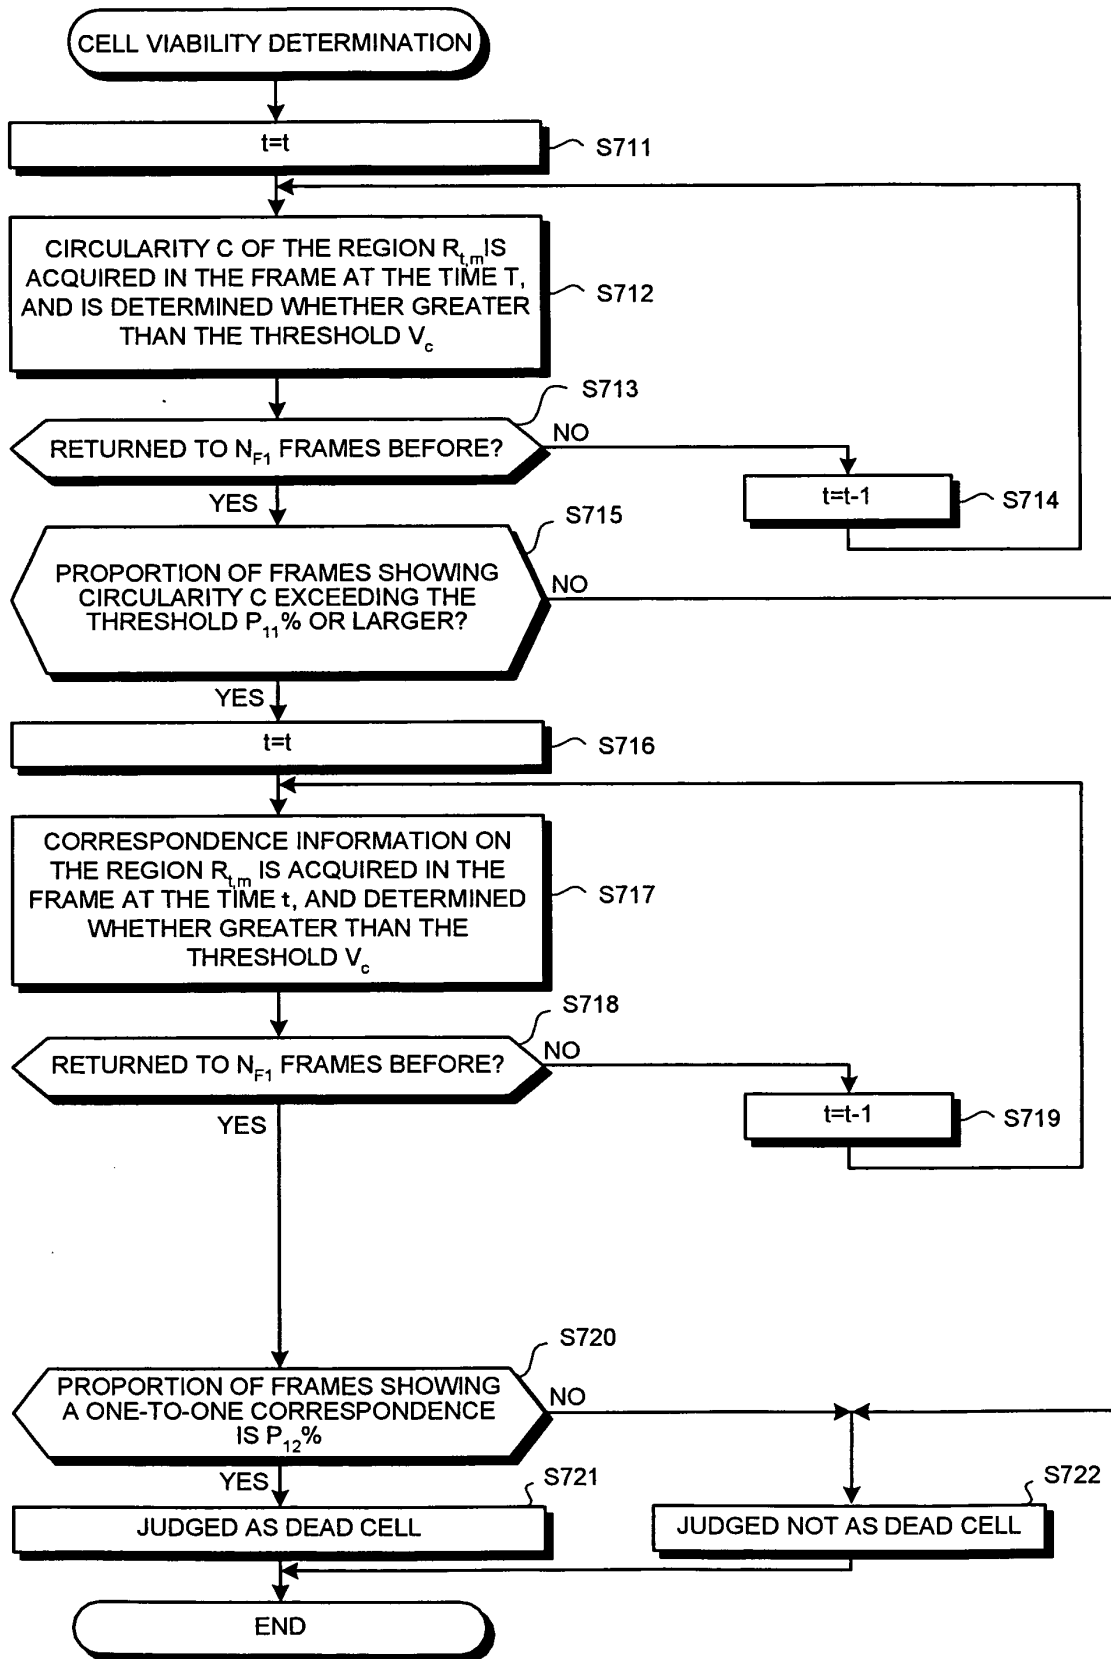 CELL VIABILITY DETERMINATION
t=t
S711
CIRCULARITY C OF THE REGION Rt,m IS
ACQUIRED IN THE FRAME AT THE TIME T,
AND IS DETERMINED WHETHER GREATER
THAN THE THRESHOLD Vc
S712
S713
RETURNED TO NF1 FRAMES BEFORE?
NO
YES
t=t-1
S714
S715
PROPORTION OF FRAMES SHOWING
CIRCULARITY C EXCEEDING THE
THRESHOLD P11% OR LARGER?
NO
YES
t=t
S716
CORRESPONDENCE INFORMATION ON
THE REGION Rt,m IS ACQUIRED IN THE
FRAME AT THE TIME t, AND DETERMINED
WHETHER GREATER THAN THE
THRESHOLD Vc
S717
S718
RETURNED TO NF1 FRAMES BEFORE?
NO
YES
t=t-1
S719
S720
PROPORTION OF FRAMES SHOWING
A ONE-TO-ONE CORRESPONDENCE
IS P12%
NO
YES
S721
JUDGED AS DEAD CELL
S722
JUDGED NOT AS DEAD CELL
END